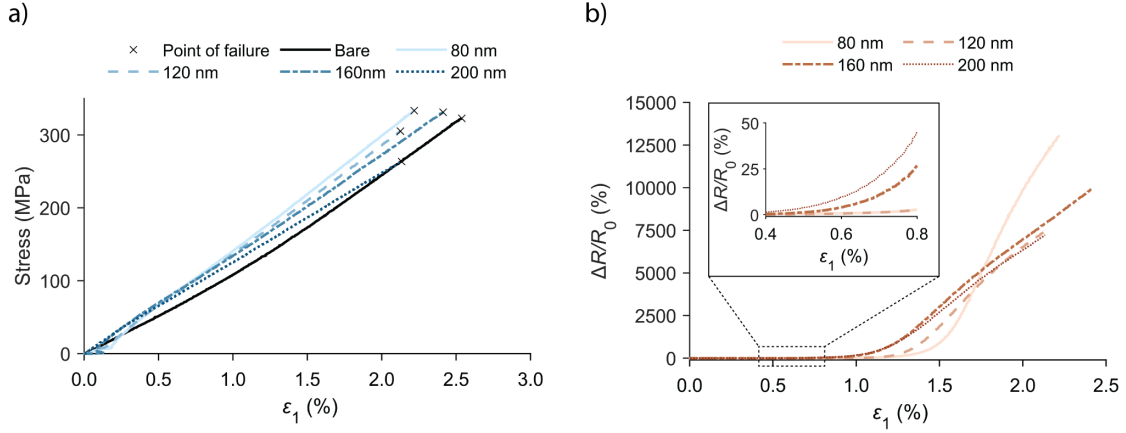 a)
× Point of failure Bare 80 nm
120 nm 160nm 200 nm
Stress (MPa)
300
200
100
0
0.0 0.5 1.0 1.5 2.0 2.5 3.0
ε1 (%)
b)
80 nm 120 nm
160 nm 200 nm
ΔR/R0 (%)
15000
12500
10000
7500
5000
2500
0
0.0 0.5 1.0 1.5 2.0 2.5
ε1 (%)
ΔR/R0 (%)
50
25
0
0.4 0.6 0.8
ε1 (%)